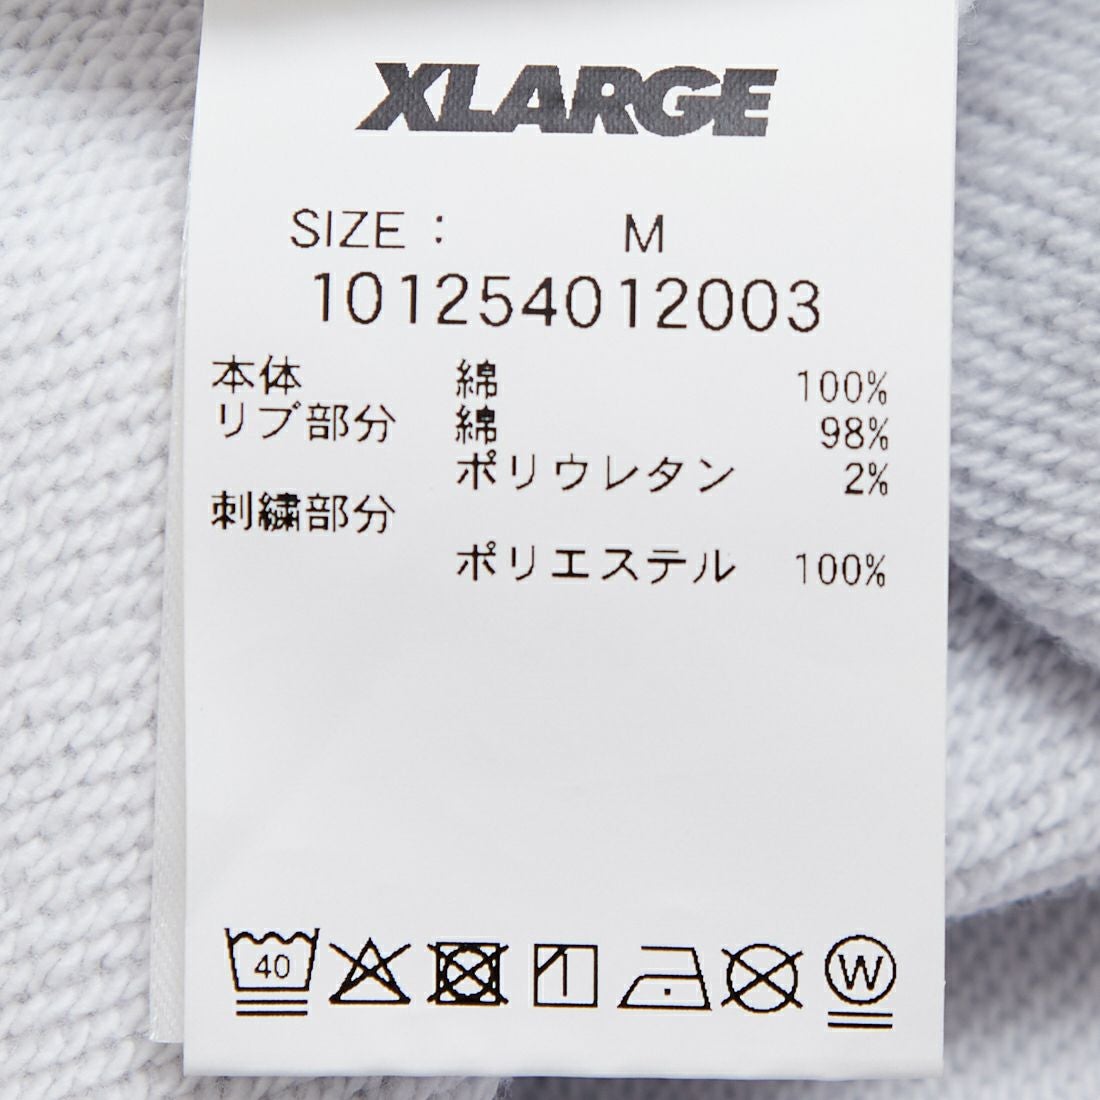 XLARGE
SIZE : M
101254012003
本体 綿 100%
リブ部分 綿 98%
ポリウレタン 2%
刺繍部分
ポリエステル 100%
40
W